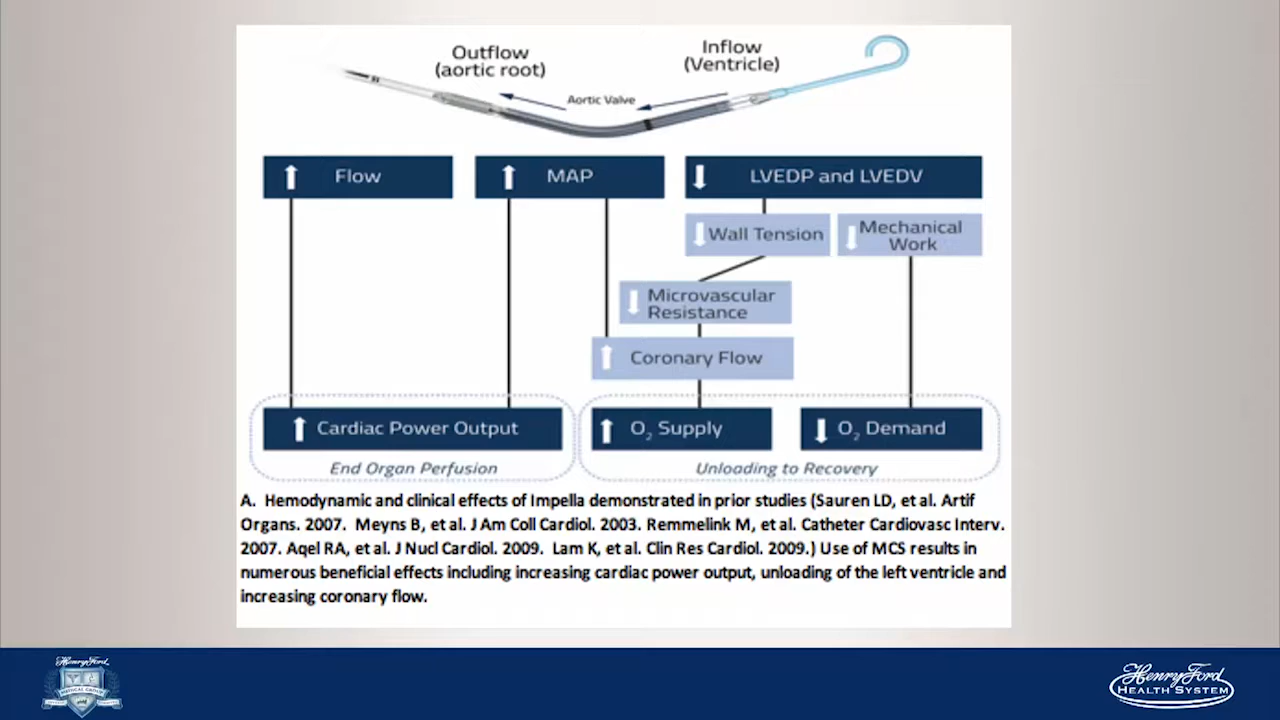 Outflow
(aortic root)
Inflow
(Ventricle)
Aortic Valve
Flow
MAP
LVEDP and LVEDV
Wall Tension
Mechanical
Work
Microvascular
Resistance
Coronary Flow
Cardiac Power Output
O₂ Supply
O₂ Demand
End Organ Perfusion
Unloading to Recovery
A. Hemodynamic and clinical effects of Impella demonstrated in prior studies (Sauren LD, et al. Artif
Organs. 2007. Meyns B, et al. J Am Coll Cardiol. 2003. Remmelink M, et al. Catheter Cardiovasc Interv.
2007. Aqel RA, et al. J Nucl Cardiol. 2009. Lam K, et al. Clin Res Cardiol. 2009.) Use of MCS results in
numerous beneficial effects including increasing cardiac power output, unloading of the left ventricle and
increasing coronary flow.
Henry Ford
MEDICAL GROUP
Henry Ford
HEALTH SYSTEM